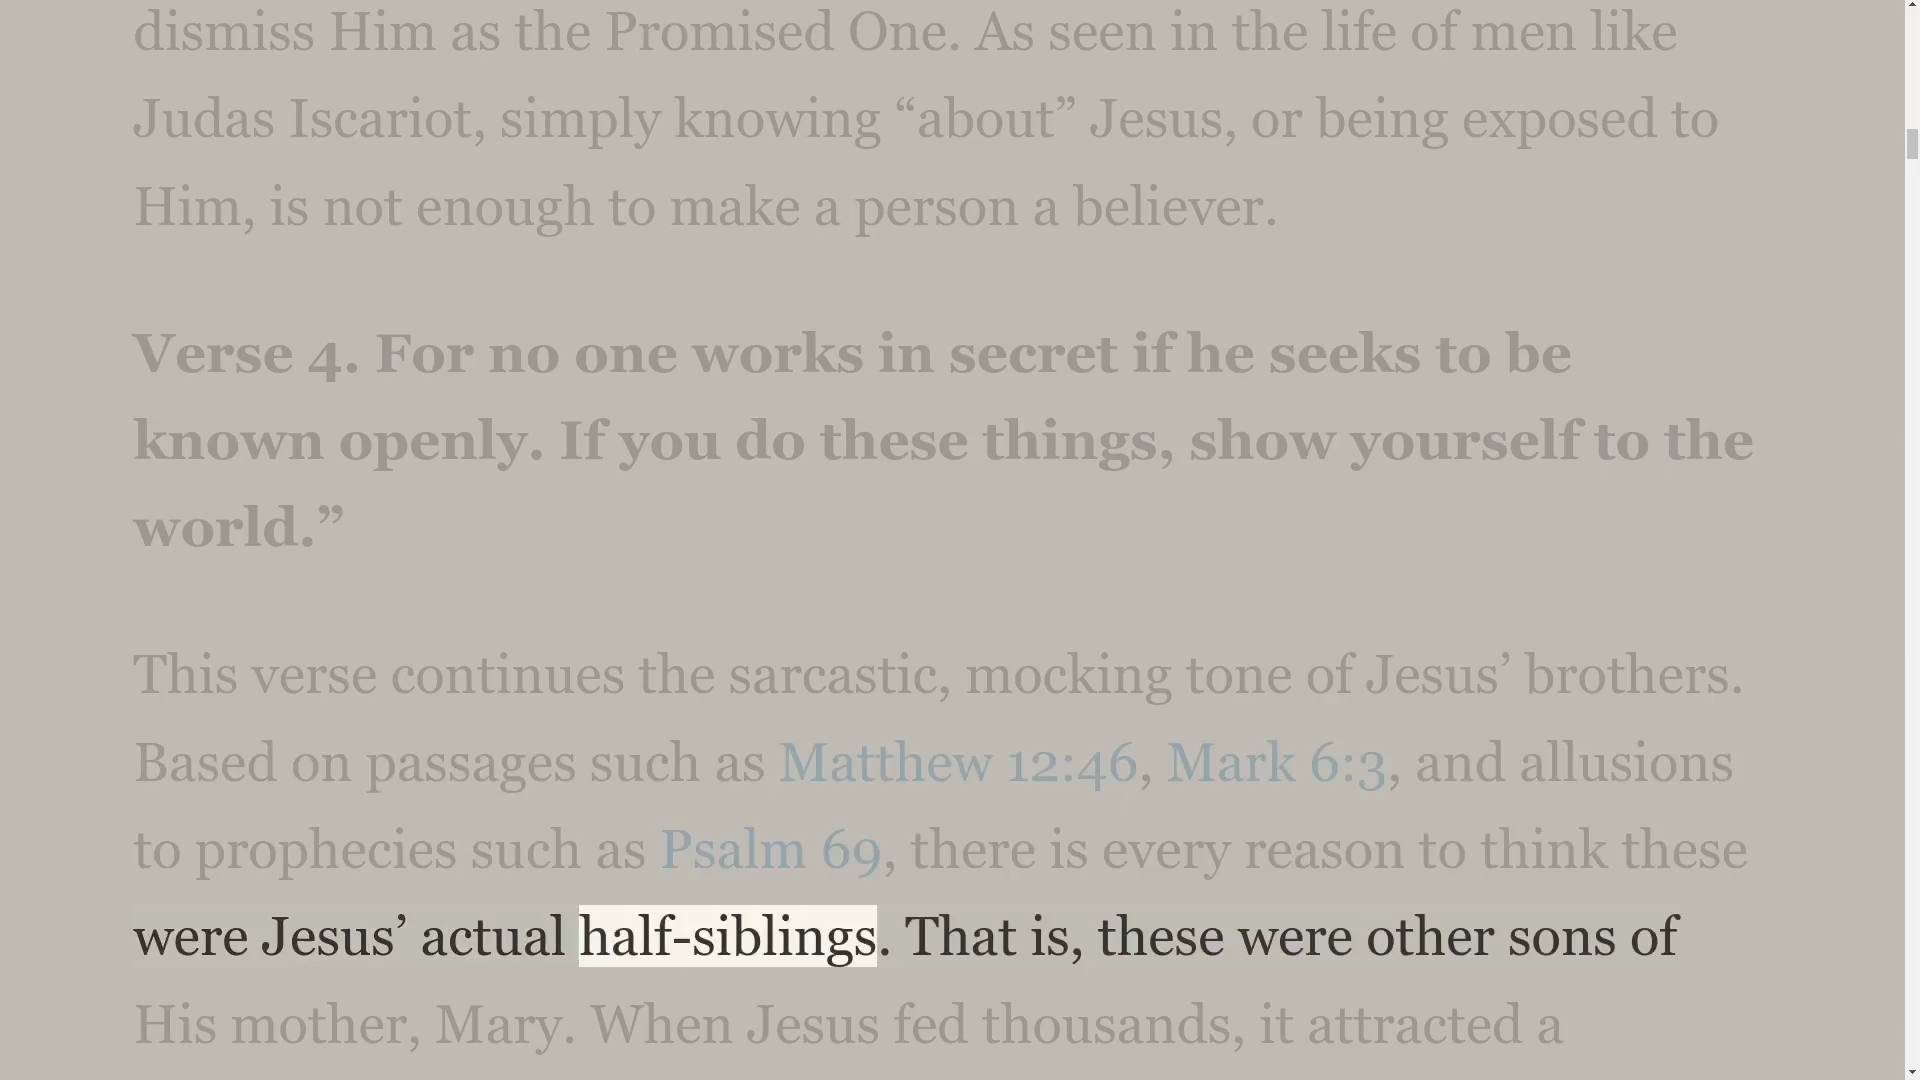 dismiss Him as the Promised One. As seen in the life of men like
Judas Iscariot, simply knowing “about” Jesus, or being exposed to
Him, is not enough to make a person a believer.
Verse 4. For no one works in secret if he seeks to be
known openly. If you do these things, show yourself to the
world.”
This verse continues the sarcastic, mocking tone of Jesus’ brothers.
Based on passages such as Matthew 12:46, Mark 6:3, and allusions
to prophecies such as Psalm 69, there is every reason to think these
were Jesus’ actual half-siblings. That is, these were other sons of
His mother, Mary. When Jesus fed thousands, it attracted a